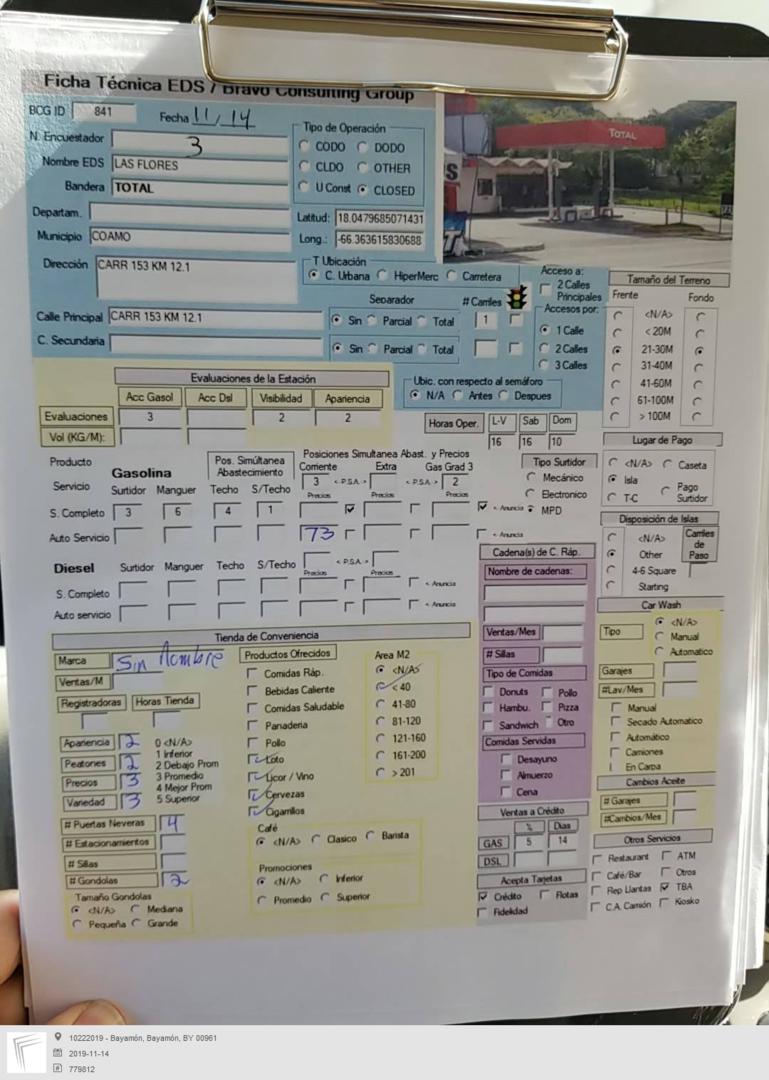 Ficha Técnica EDS / Bravo Consulting Group
BCG ID 841 Fecha 11/14
N. Encuestador 3
Nombre EDS LAS FLORES
Bandera TOTAL
Tipo de Operación
CODO DODO
CLDO OTHER
U Const CLOSED
TOTAL
Departam.
Municipio COAMO
Latitud: 18.0479685071431
Long.: -66.363615830688
Dirección CARR 153 KM 12.1
T Ubicación
C. Urbana HiperMerc Carretera
Acceso a:
2 Calles
Principales
Accesos por:
1 Calle
2 Calles
3 Calles
Separador # Carriles
Calle Principal CARR 153 KM 12.1 Sin Parcial Total 1
C. Secundaria Sin Parcial Total
Tamaño del Terreno
Frente Fondo
<N/A>
< 20M
21-30M
31-40M
41-60M
61-100M
> 100M
Evaluaciones de la Estación
Acc Gasol Acc Dsl Visibilidad Apariencia
Evaluaciones 3 2 2
Vol (KG/M):
Ubic. con respecto al semáforo
N/A Antes Despues
Horas Oper. L-V Sab Dom
16 16 10
Lugar de Pago
<N/A> Caseta
Isla Pago
T-C Surtidor
Producto Gasolina Pos. Simúltánea Abastecimiento Posiciones Simultanea Abast. y Precios
Corriente Extra Gas Grad 3
Servicio Surtidor Manguer Techo S/Techo 3 < .P.S.A.. > < .P.S.A.. > 2
Precios Precios Precios
S. Completo 3 6 4 1 < Anuncia
Auto Servicio 73 < Anuncia
Tipo Surtidor
Mecánico
Electronico
MPD
Disposición de Islas
<N/A>
Other
4-6 Square
Starting
Carriles de Paso
Diesel Surtidor Manguer Techo S/Techo < .P.S.A.. >
Precios Precios
S. Completo < Anuncia
Auto servicio < Anuncia
Cadena(s) de C. Ráp.
Nombre de cadenas:
Ventas/Mes
# Sillas
Tipo de Comidas
Donuts Pollo
Hambu. Pizza
Sandwich Otro
Comidas Servidas
Desayuno
Almuerzo
Cena
Car Wash
Tipo <N/A>
Manual
Automatico
Garajes
#Lav/Mes
Manual
Secado Automatico
Automático
Camiones
En Carpa
Cambios Aceite
# Garajes
#Cambios/Mes
Tienda de Conveniencia
Marca Sin Nombre
Ventas/M
Registradoras Horas Tienda
Apariencia 2
Peatones 2
Precios 3
Variedad 3
0 <N/A>
1 Inferior
2 Debajo Prom
3 Promedio
4 Mejor Prom
5 Superior
# Puertas Neveras 4
# Estacionamientos
# Sillas
# Gondolas 2
Tamaño Gondolas
<N/A> Mediana
Pequeña Grande
Productos Ofrecidos
Comidas Ráp.
Bebidas Caliente
Comidas Saludable
Panaderia
Pollo
Loto
Licor / Vino
Cervezas
Cigarrillos
Area M2
<N/A>
< 40
41-80
81-120
121-160
161-200
> 201
Café
<N/A> Clasico Barista
Promociones
<N/A> Inferior
Promedio Superior
Ventas a Crédito
% Dias
GAS 5 14
DSL
Acepta Tarjetas
Crédito Flotas
Fidelidad
Otros Servicios
Restaurant ATM
Café/Bar Otros
Rep Llantas TBA
C.A. Camión Kiosko
10222019 - Bayamón, Bayamón, BY 00961
2019-11-14
779812